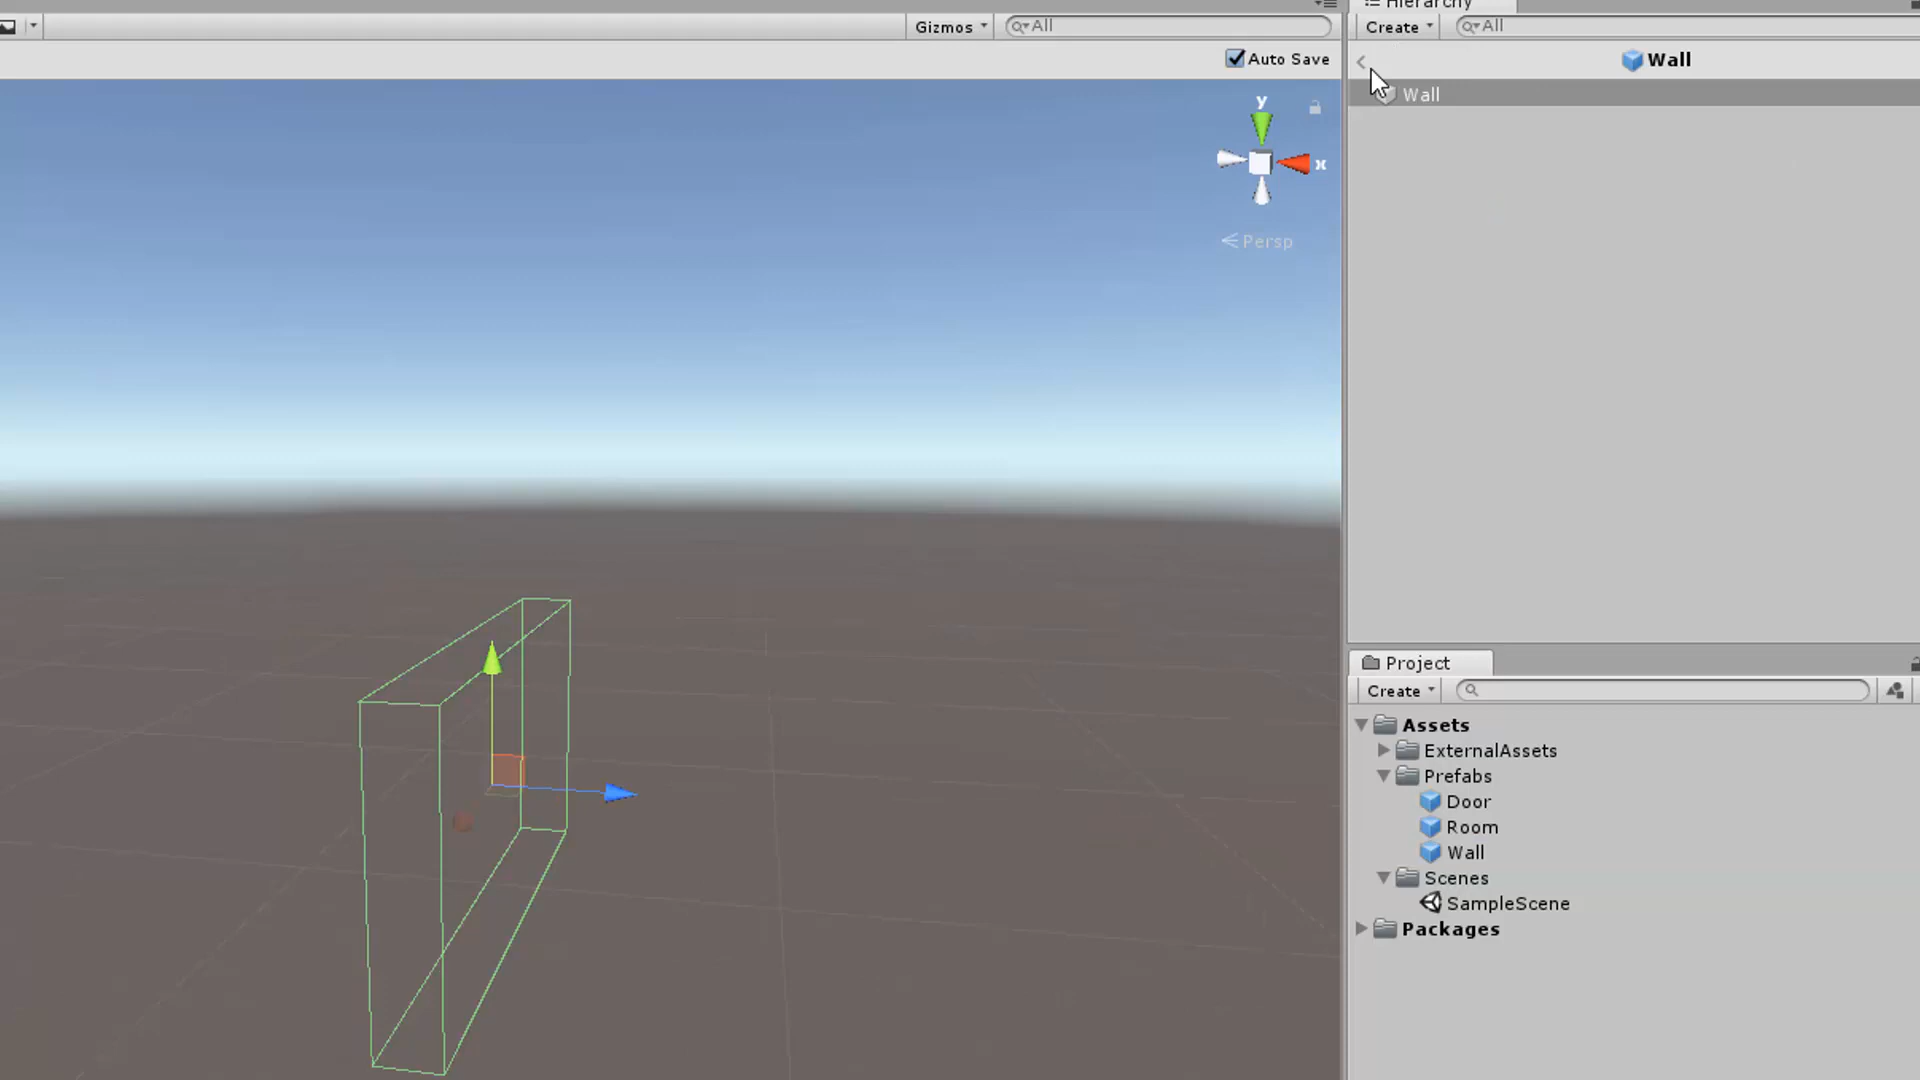 Hierarchy
Gizmos
All
Create
All
Auto Save
Wall
Wall
y
x
Persp
Project
Create
Assets
ExternalAssets
Prefabs
Door
Room
Wall
Scenes
SampleScene
Packages